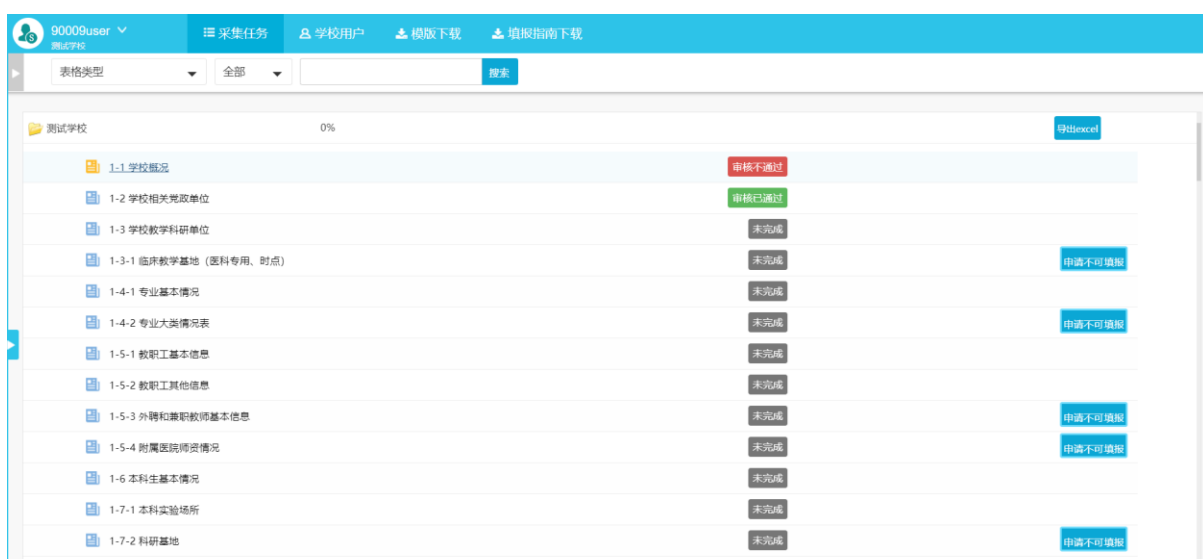 90009user
测试学校
采集任务 学校用户 模版下载 填报指南下载
表格类型 全部 搜索
测试学校 0% 导出excel
1-1 学校概况 审核不通过
1-2 学校相关党政单位 审核已通过
1-3 学校教学科研单位 未完成
1-3-1 临床教学基地（医科专用、时点） 未完成 申请不可填报
1-4-1 专业基本情况 未完成
1-4-2 专业大类情况表 未完成 申请不可填报
1-5-1 教职工基本信息 未完成
1-5-2 教职工其他信息 未完成
1-5-3 外聘和兼职教师基本信息 未完成 申请不可填报
1-5-4 附属医院师资情况 未完成 申请不可填报
1-6 本科生基本情况 未完成
1-7-1 本科实验场所 未完成
1-7-2 科研基地 未完成 申请不可填报